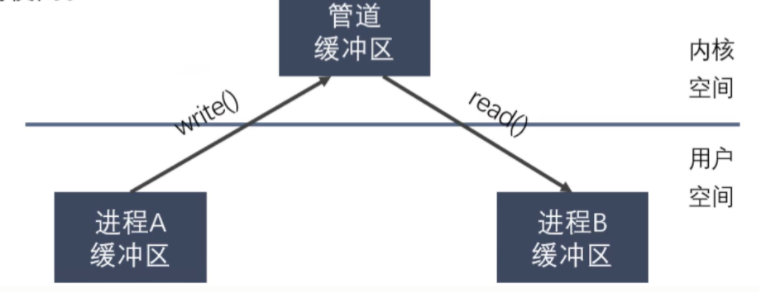 管道
缓冲区
内核
空间
write()
read()
用户
空间
进程A
缓冲区
进程B
缓冲区